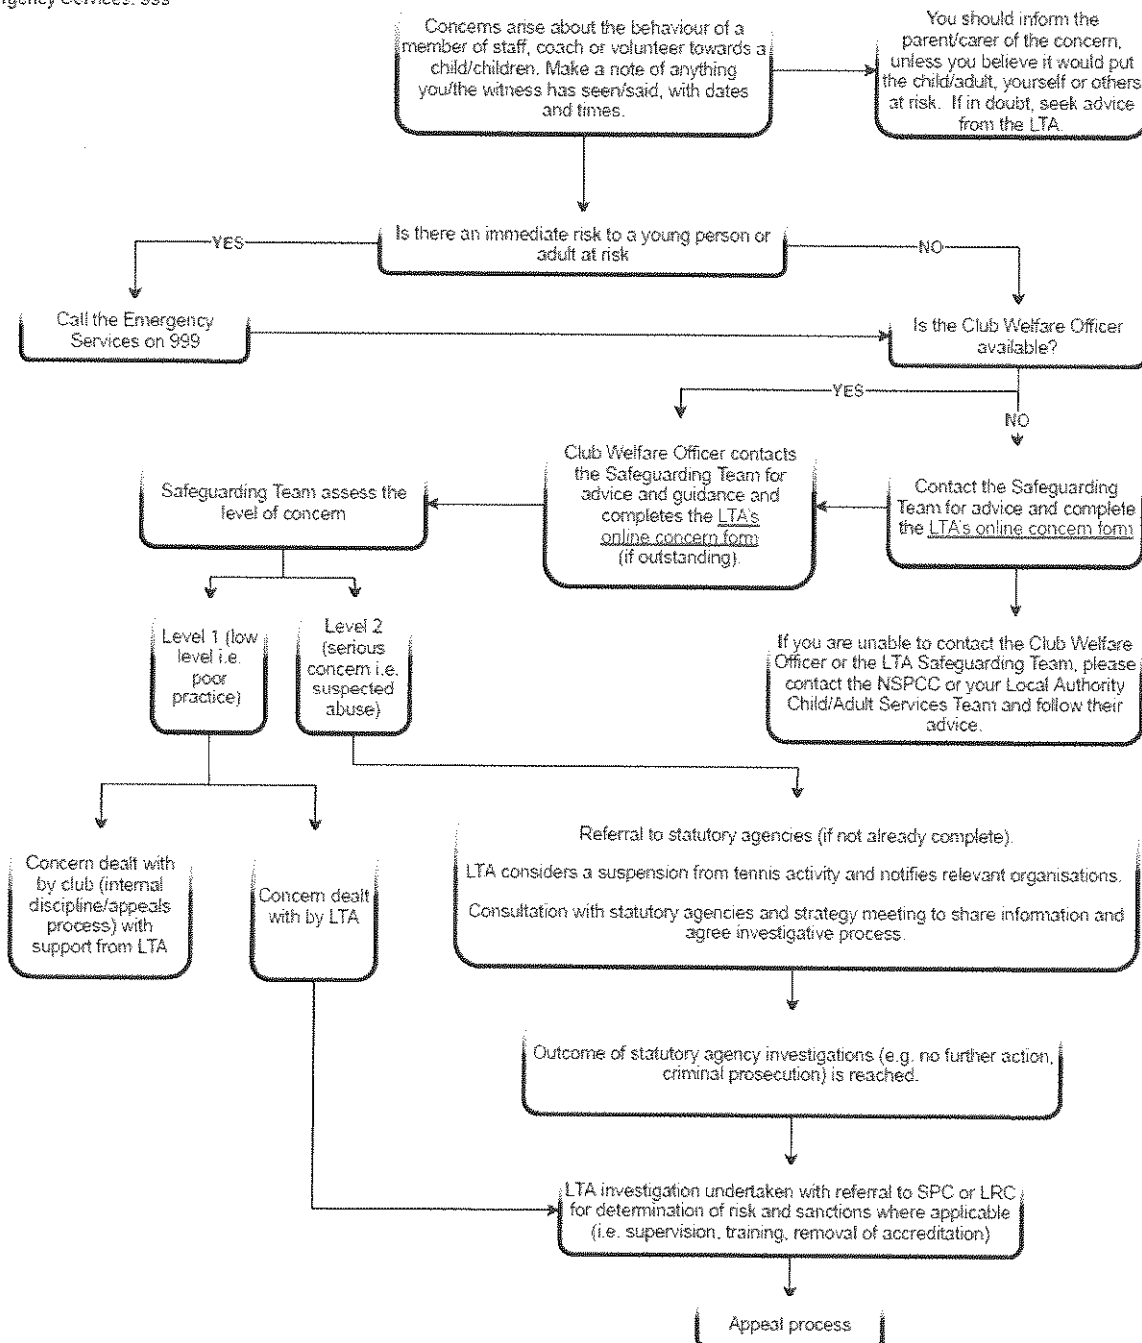 Concerns arise about the behaviour of a
member of staff, coach or volunteer towards a
child/children. Make a note of anything
you/the witness has seen/said, with dates
and times.
You should inform the
parent/carer of the concern,
unless you believe it would put
the child/adult, yourself or others
at risk. If in doubt, seek advice
from the LTA.
Is there an immediate risk to a young person or
adult at risk
YES
NO
Call the Emergency
Services on 999
Is the Club Welfare Officer
available?
YES
NO
Safeguarding Team assess the
level of concern
Club Welfare Officer contacts
the Safeguarding Team for
advice and guidance and
completes the LTA's
online concern form
(if outstanding).
Contact the Safeguarding
Team for advice and complete
the LTA's online concern form
Level 1 (low
level i.e.
poor
practice)
Level 2
(serious
concern i.e.
suspected
abuse)
If you are unable to contact the Club Welfare
Officer or the LTA Safeguarding Team, please
contact the NSPCC or your Local Authority
Child/Adult Services Team and follow their
advice.
Concern dealt with
by club (internal
discipline/appeals
process) with
support from LTA
Concern dealt
with by LTA
Referral to statutory agencies (if not already complete).
LTA considers a suspension from tennis activity and notifies relevant organisations.
Consultation with statutory agencies and strategy meeting to share information and
agree investigative process.
Outcome of statutory agency investigations (e.g. no further action,
criminal prosecution) is reached.
LTA investigation undertaken with referral to SPC or LRC
for determination of risk and sanctions where applicable
(i.e. supervision, training, removal of accreditation)
Appeal process